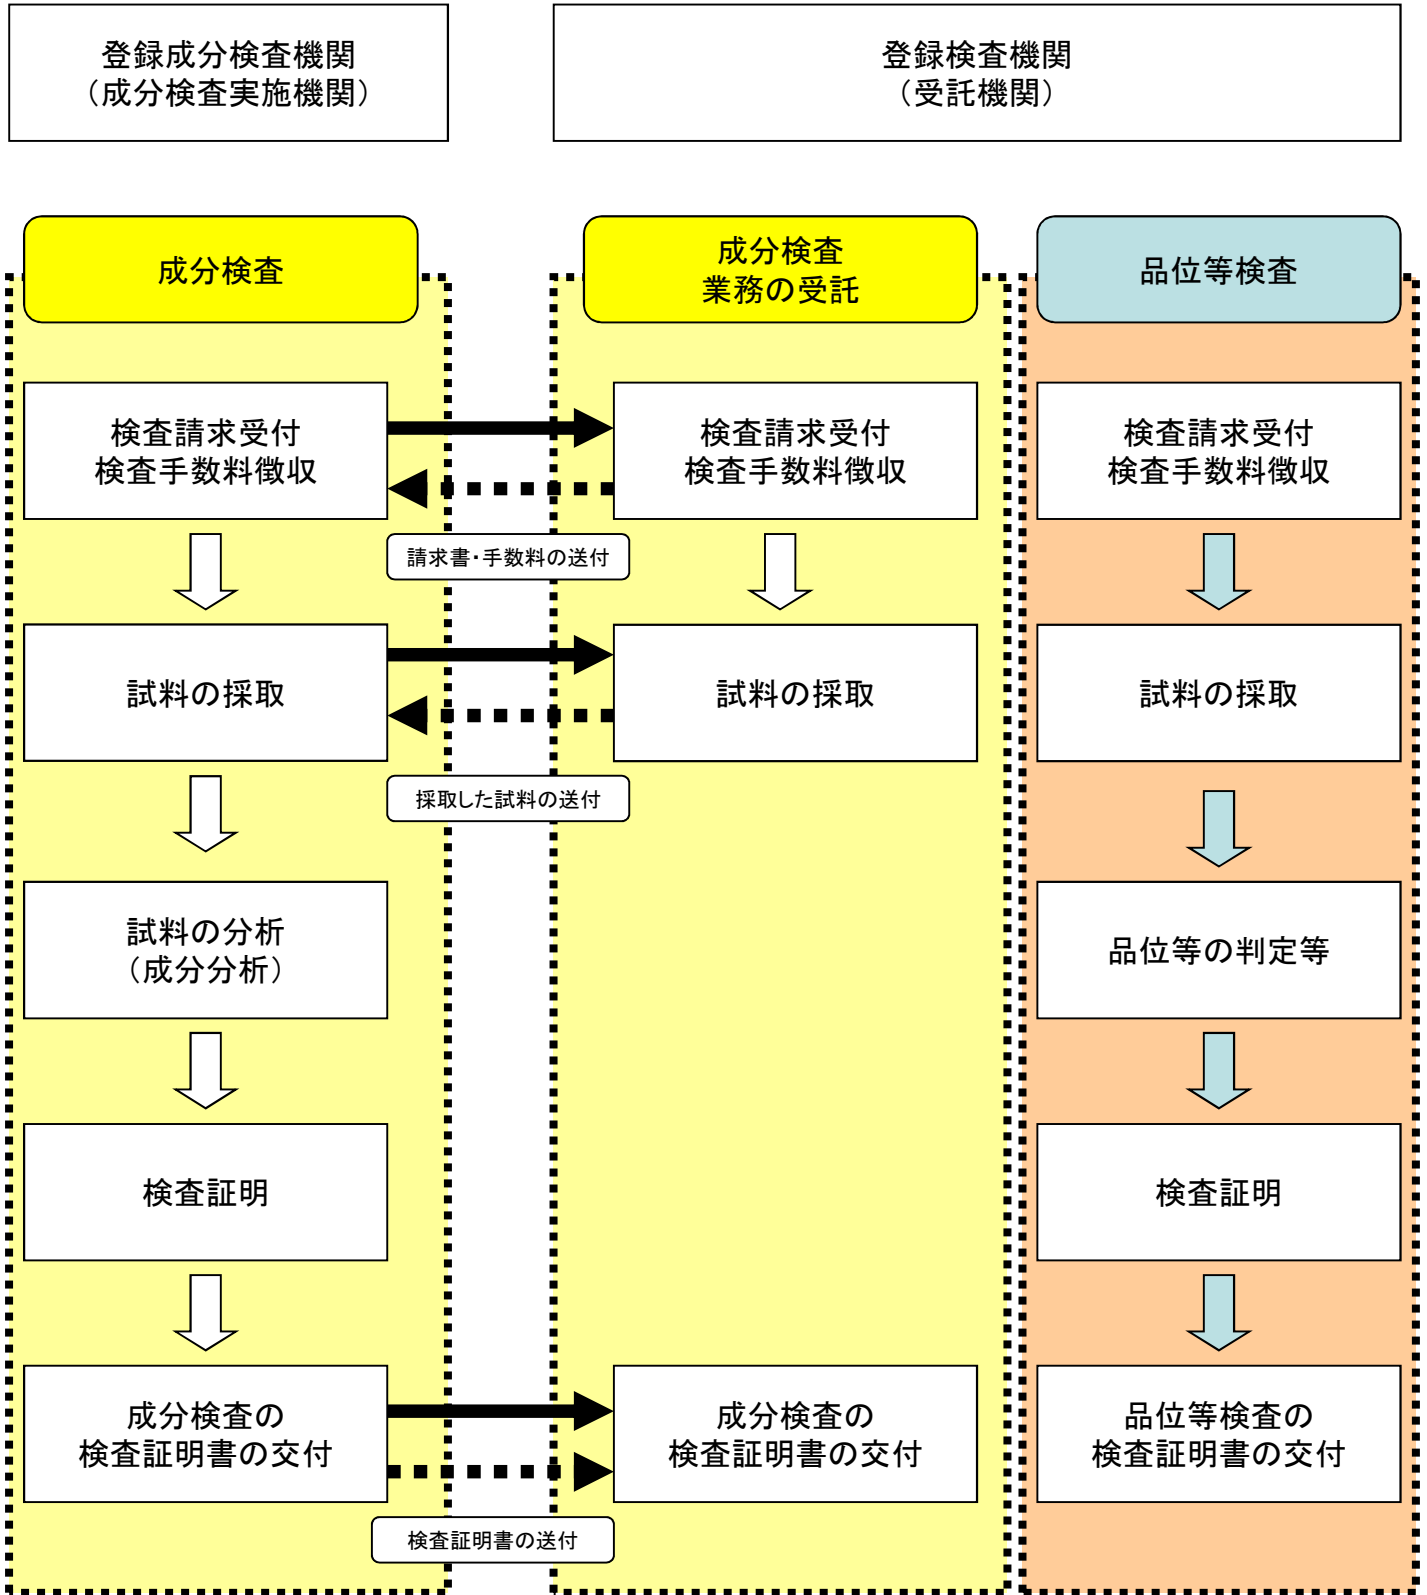 登録成分検査機関
（成分検査実施機関）
登録検査機関
（受託機関）
成分検査
成分検査
業務の受託
品位等検査
検査請求受付
検査手数料徴収
検査請求受付
検査手数料徴収
検査請求受付
検査手数料徴収
請求書・手数料の送付
試料の採取
試料の採取
試料の採取
採取した試料の送付
試料の分析
（成分分析）
品位等の判定等
検査証明
検査証明
成分検査の
検査証明書の交付
成分検査の
検査証明書の交付
品位等検査の
検査証明書の交付
検査証明書の送付